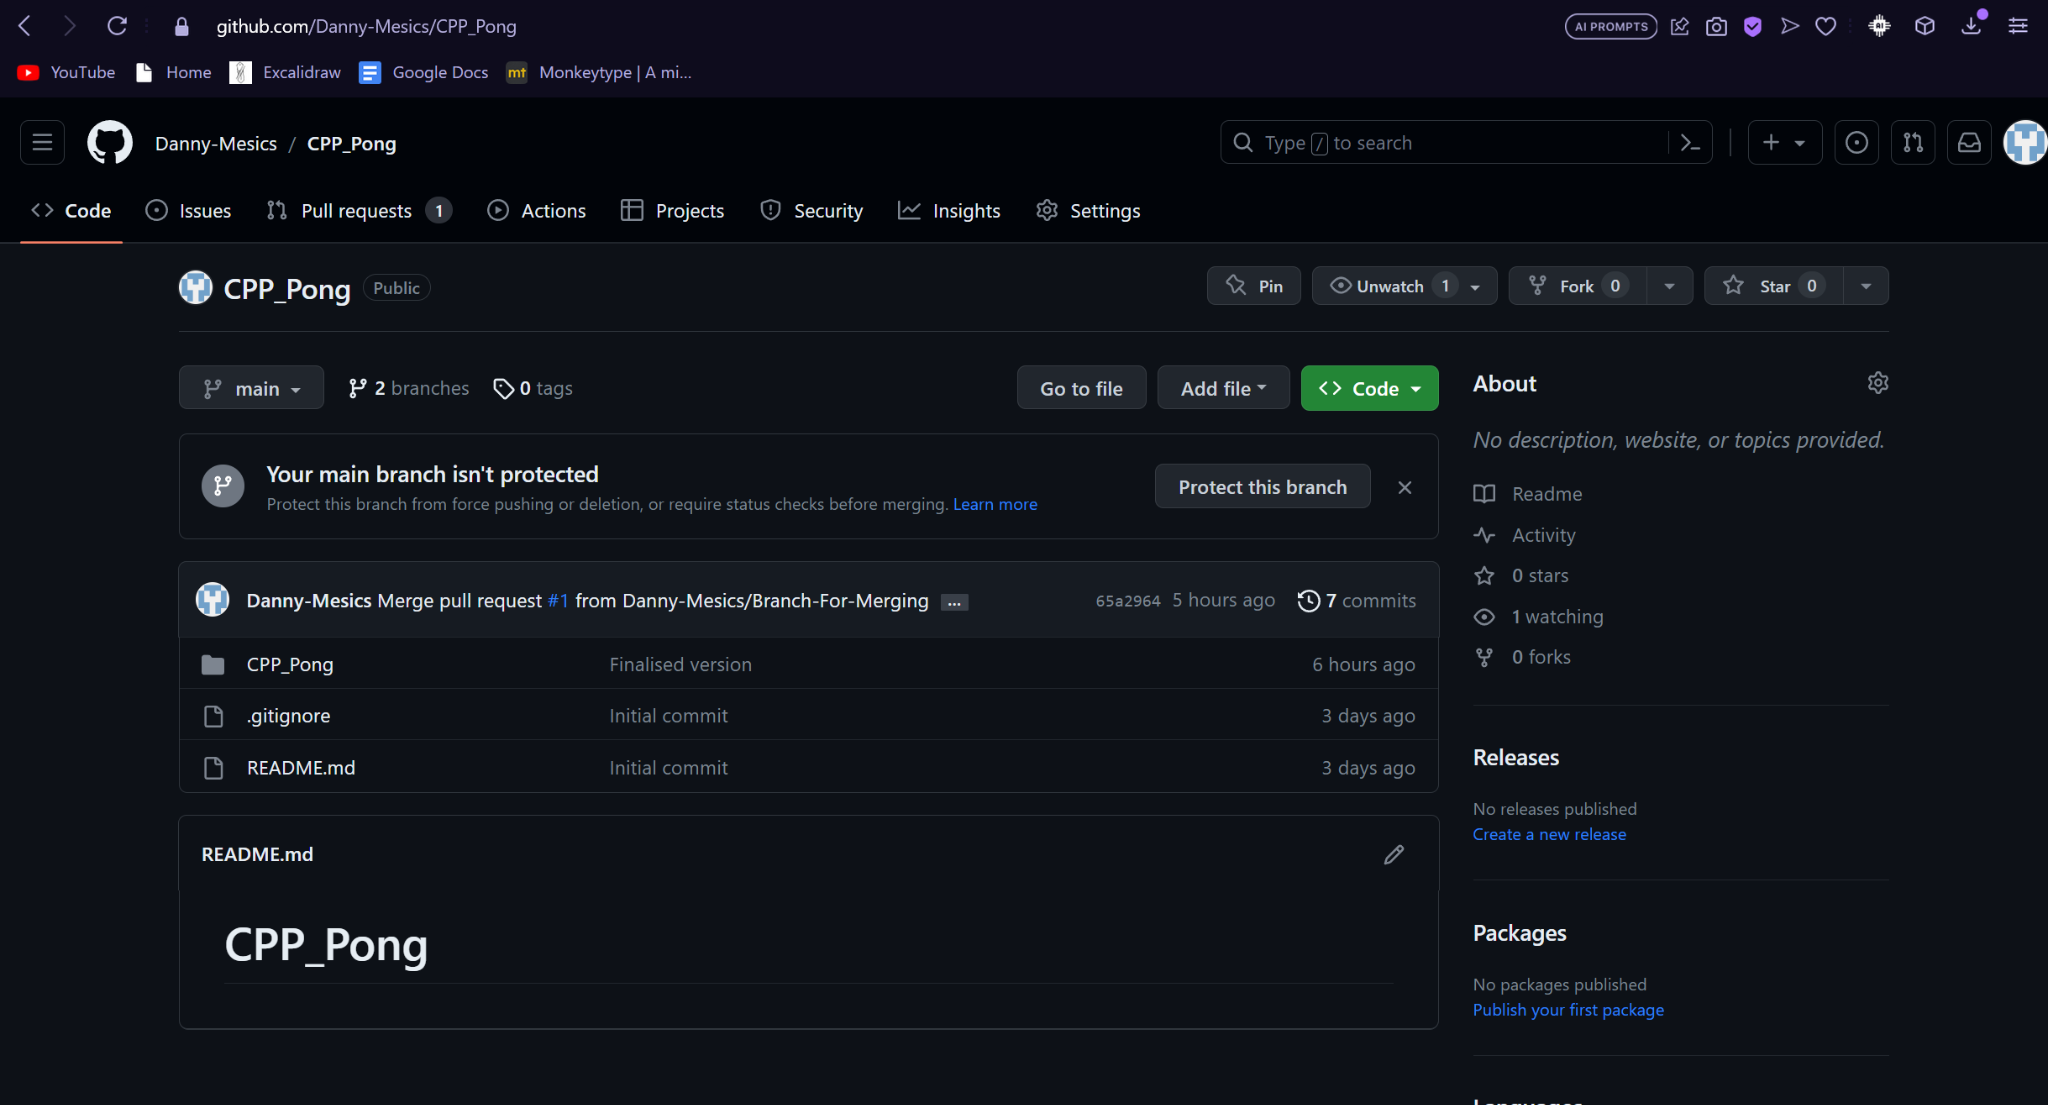 github.com/Danny-Mesics/CPP_Pong
AI PROMPTS
YouTube Home Excalidraw Google Docs mt Monkeytype | A mi...
Danny-Mesics / CPP_Pong
Type / to search
Code Issues Pull requests 1 Actions Projects Security Insights Settings
CPP_Pong Public
Pin Unwatch 1 Fork 0 Star 0
main 2 branches 0 tags
Go to file Add file Code
Your main branch isn't protected
Protect this branch from force pushing or deletion, or require status checks before merging. Learn more
Protect this branch
Danny-Mesics Merge pull request #1 from Danny-Mesics/Branch-For-Merging ... 65a2964 5 hours ago 7 commits
CPP_Pong Finalised version 6 hours ago
.gitignore Initial commit 3 days ago
README.md Initial commit 3 days ago
README.md
CPP_Pong
About
No description, website, or topics provided.
Readme
Activity
0 stars
1 watching
0 forks
Releases
No releases published
Create a new release
Packages
No packages published
Publish your first package
Languages